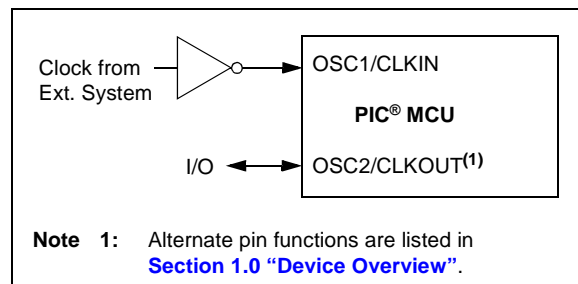 Clock from
Ext. System
OSC1/CLKIN
PIC® MCU
I/O
OSC2/CLKOUT(1)
Note 1: Alternate pin functions are listed in
Section 1.0 “Device Overview”.